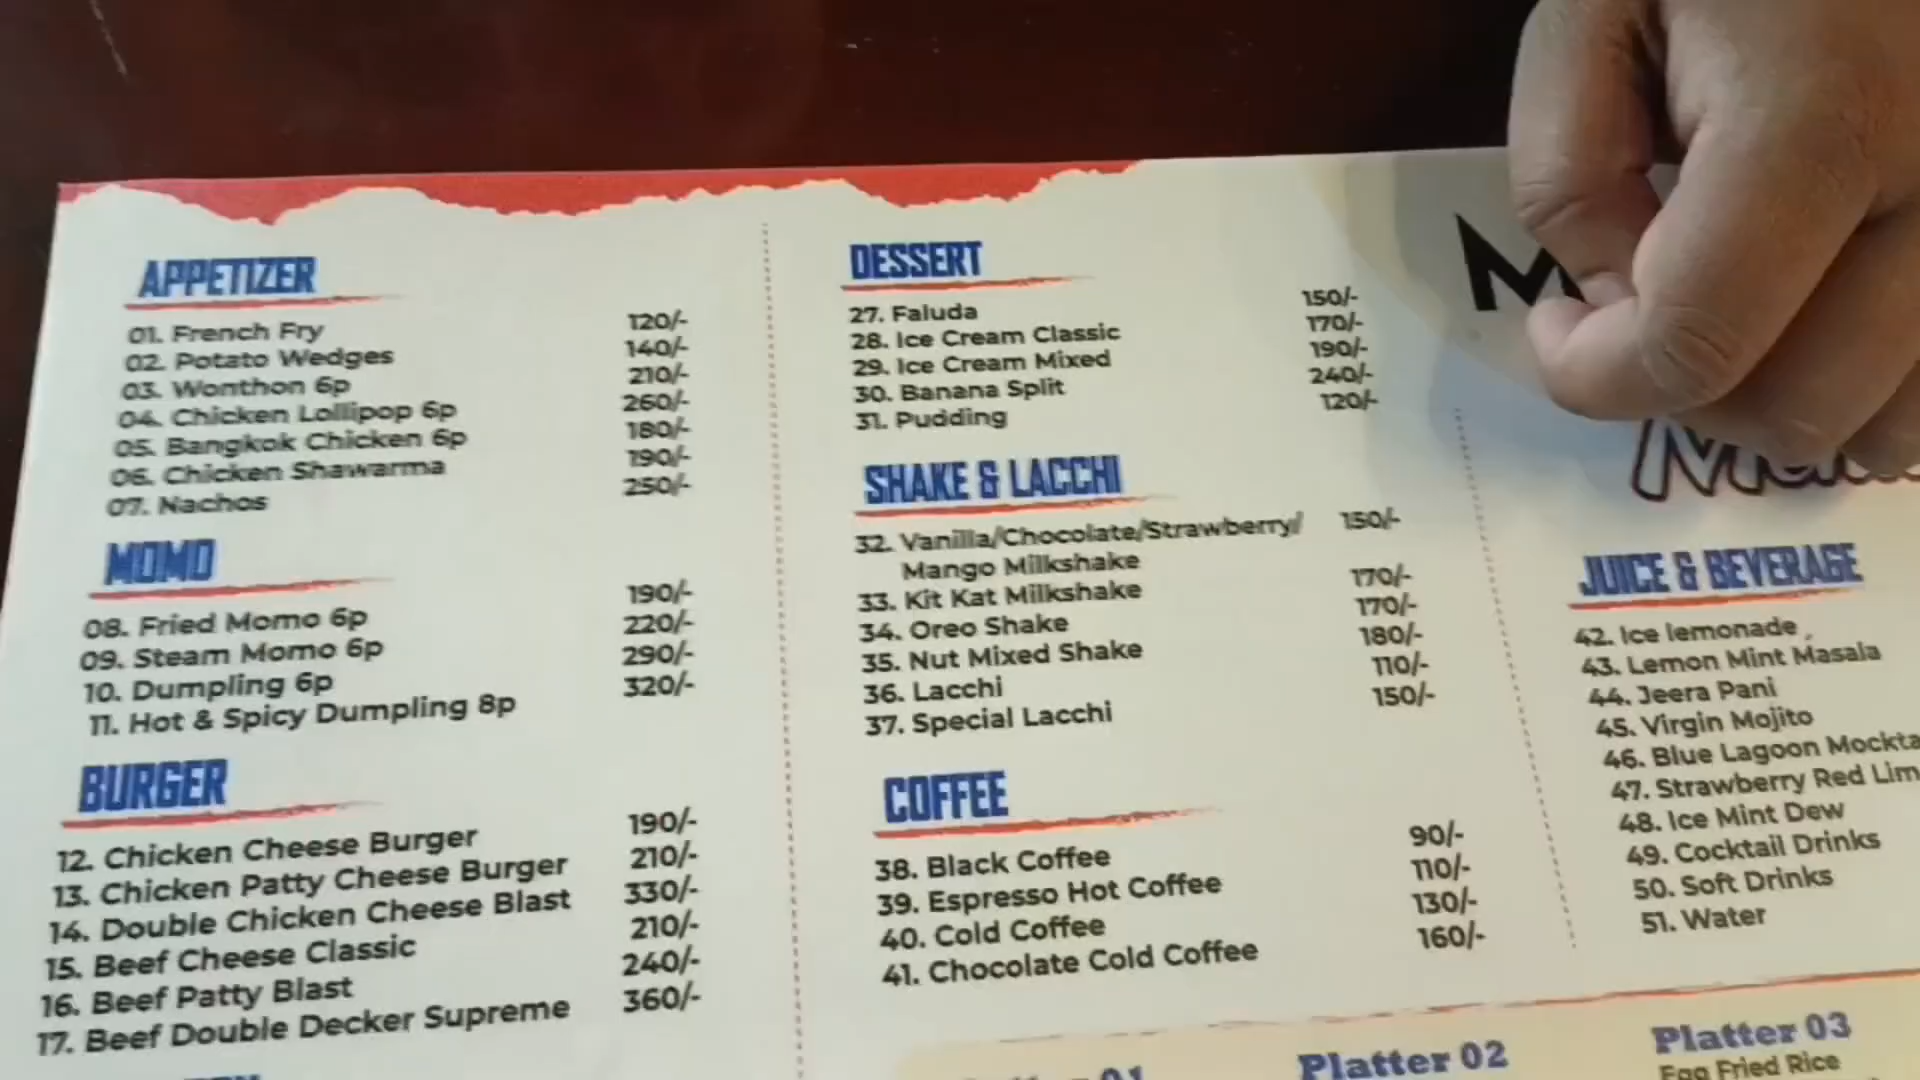 APPETIZER
01. French Fry 120/-
02. Potato Wedges 140/-
03. Wonthon 6p 210/-
04. Chicken Lollipop 6p 260/-
05. Bangkok Chicken 6p 180/-
06. Chicken Shawarma 190/-
07. Nachos 250/-
MOMO
08. Fried Momo 6p 190/-
09. Steam Momo 6p 220/-
10. Dumpling 6p 290/-
11. Hot & Spicy Dumpling 8p 320/-
BURGER
12. Chicken Cheese Burger 190/-
13. Chicken Patty Cheese Burger 210/-
14. Double Chicken Cheese Blast 330/-
15. Beef Cheese Classic 210/-
16. Beef Patty Blast 240/-
17. Beef Double Decker Supreme 360/-
DESSERT
27. Faluda 150/-
28. Ice Cream Classic 170/-
29. Ice Cream Mixed 190/-
30. Banana Split 240/-
31. Pudding 120/-
SHAKE & LACCHI
32. Vanilla/Chocolate/Strawberry/ 150/-
Mango Milkshake
33. Kit Kat Milkshake 170/-
34. Oreo Shake 170/-
35. Nut Mixed Shake 180/-
36. Lacchi 110/-
37. Special Lacchi 150/-
COFFEE
38. Black Coffee 90/-
39. Espresso Hot Coffee 110/-
40. Cold Coffee 130/-
41. Chocolate Cold Coffee 160/-
JUICE & BEVERAGE
42. Ice lemonade
43. Lemon Mint Masala
44. Jeera Pani
45. Virgin Mojito
46. Blue Lagoon
47. Strawberry Red
48. Ice Mint Dew
49. Cocktail Drinks
50. Soft Drinks
51. Water
Platter 02
Platter 03
Egg Fried Rice